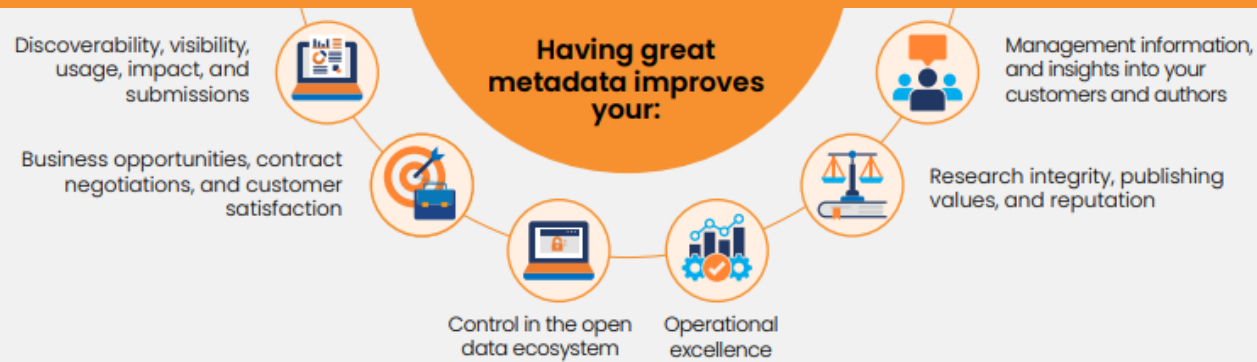 Having great
metadata improves
your:
Discoverability, visibility,
usage, impact, and
submissions
Business opportunities, contract
negotiations, and customer
satisfaction
Control in the open
data ecosystem
Operational
excellence
Research integrity, publishing
values, and reputation
Management information,
and insights into your
customers and authors